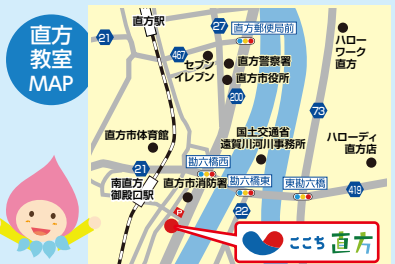 直方
教室
MAP
直方駅
21
27
直方郵便局前
467
セブン
イレブン
直方警察署
直方市役所
200
ハロー
ワーク
直方
73
直方市体育館
国土交通省
遠賀川河川事務所
ハローディ
直方店
勘六橋西
21
南直方
御殿口駅
直方市消防署
勘六橋東
東勘六橋
419
22
P
ここち 直方